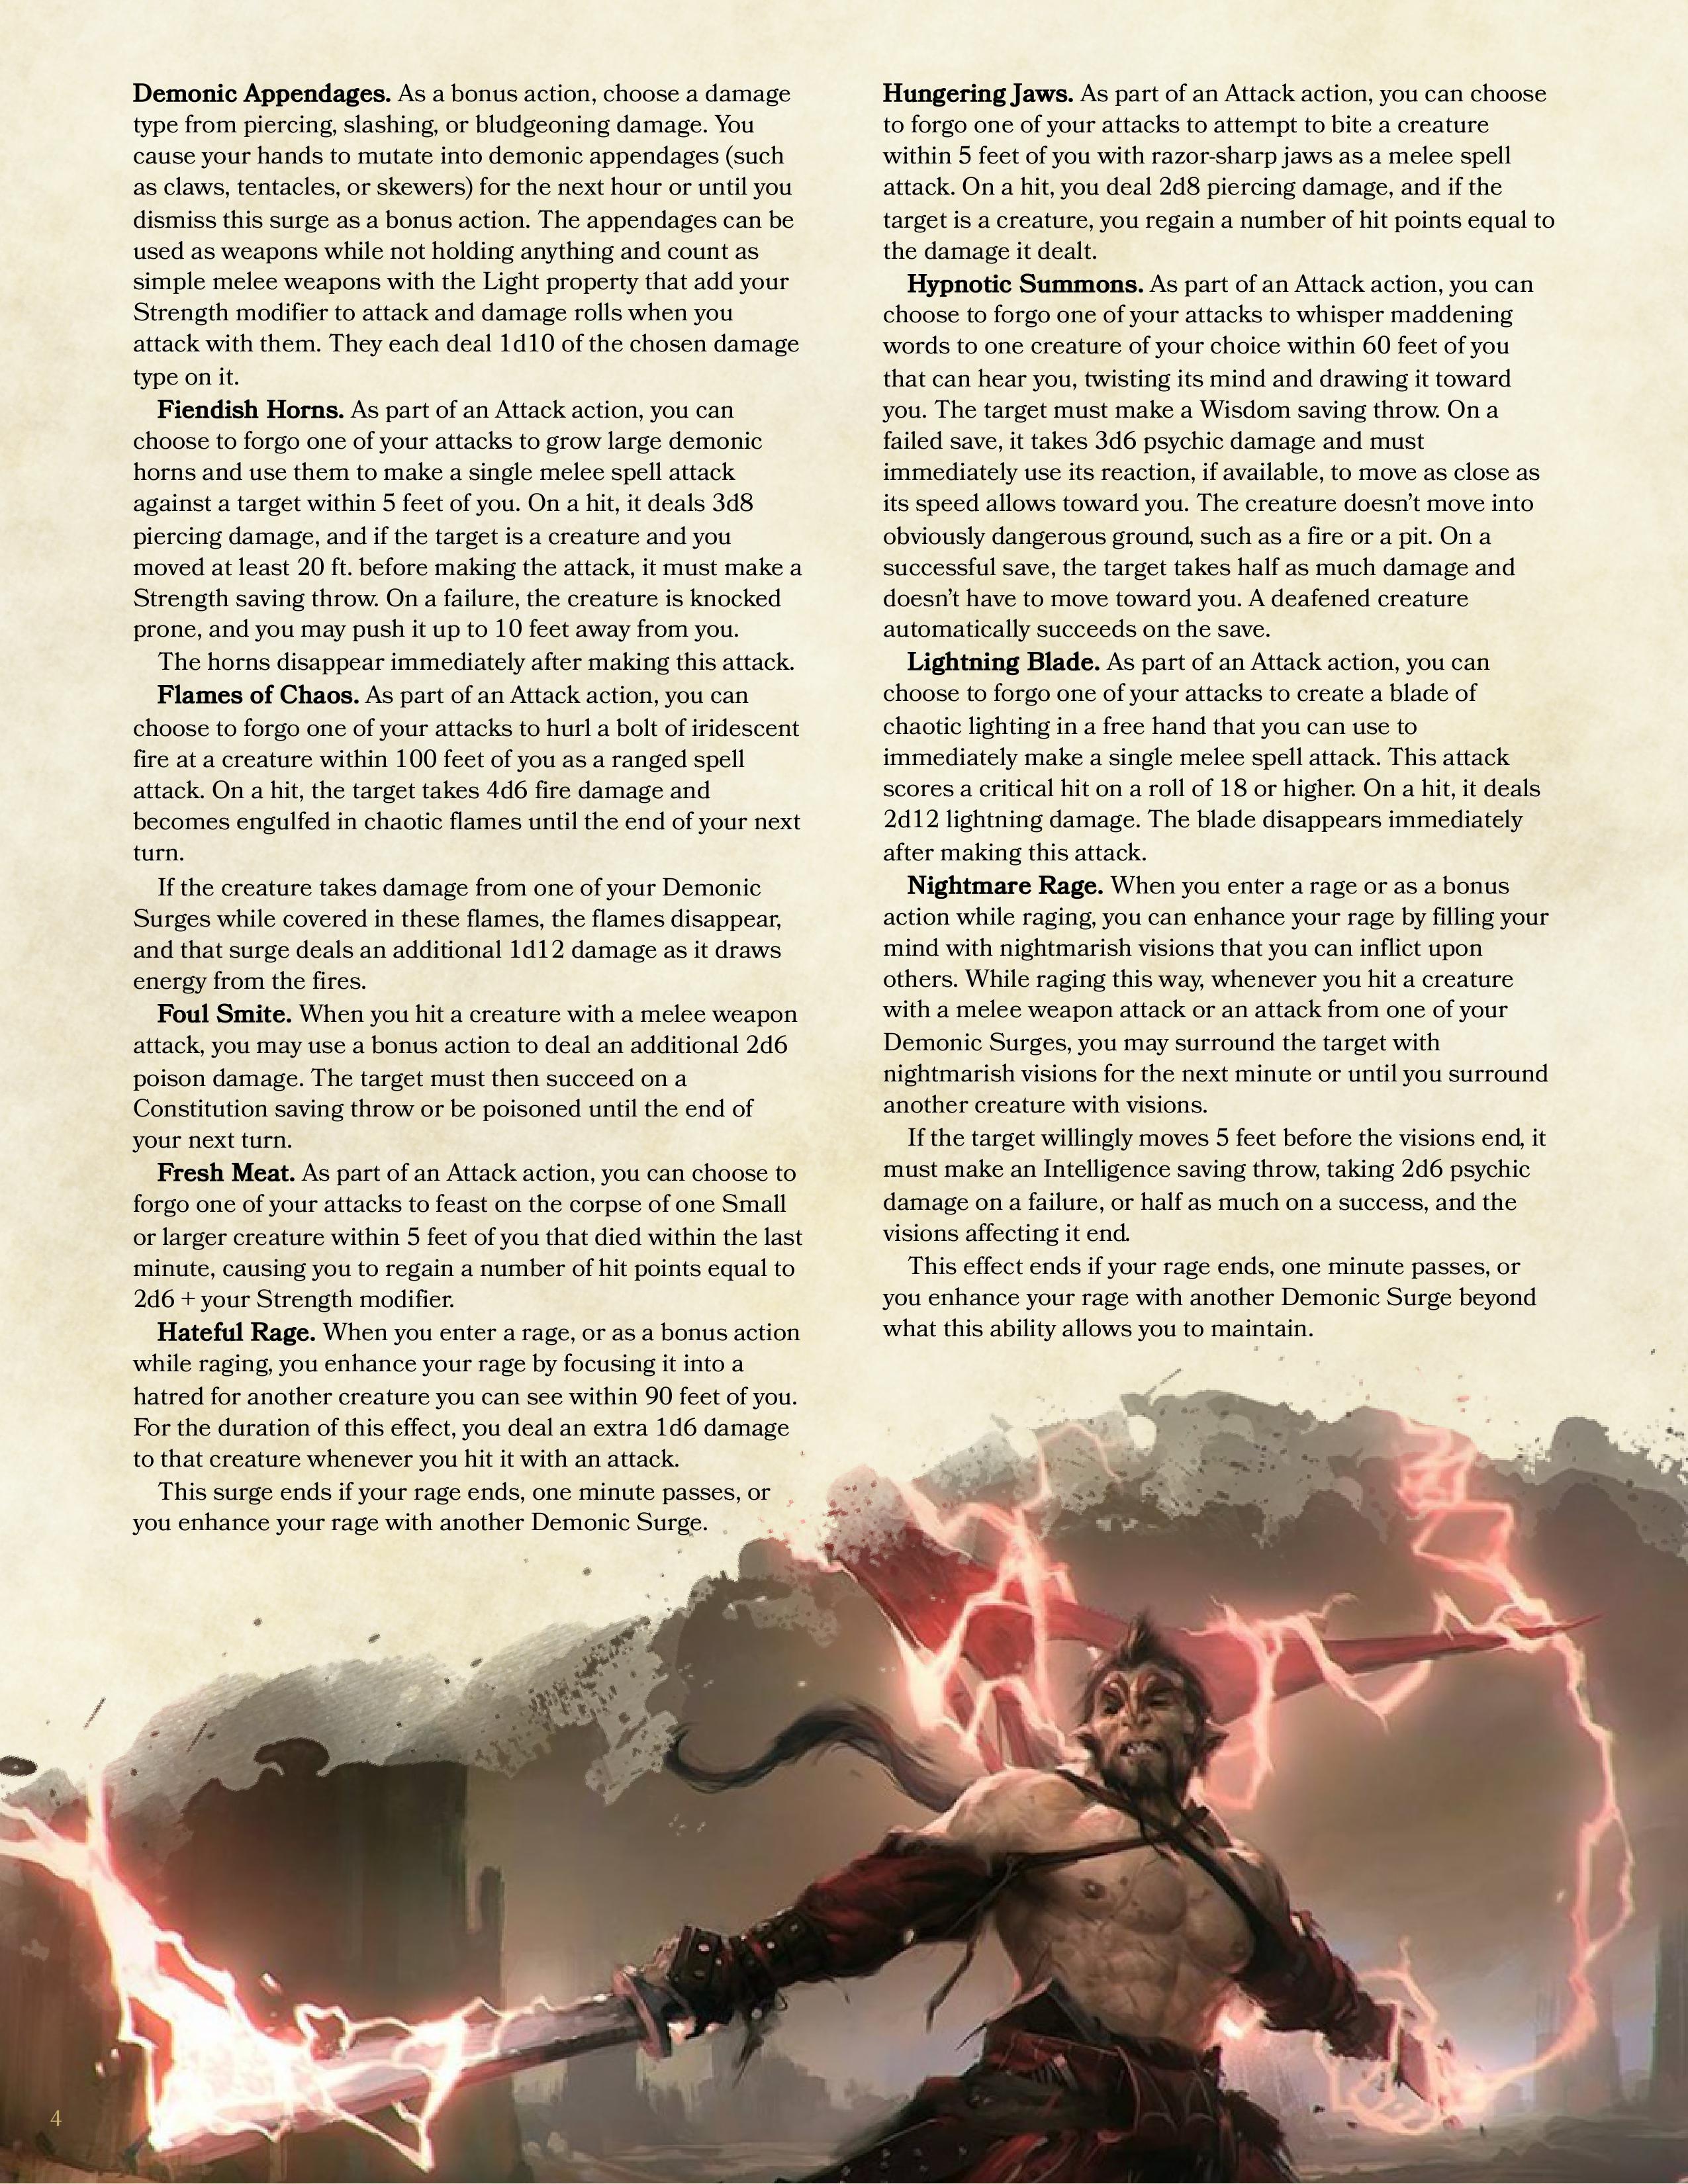 Demonic Appendages. As a bonus action, choose a damage
type from piercing, slashing, or bludgeoning damage. You
cause your hands to mutate into demonic appendages (such
as claws, tentacles, or skewers) for the next hour or until you
dismiss this surge as a bonus action. The appendages can be
used as weapons while not holding anything and count as
simple melee weapons with the Light property that add your
Strength modifier to attack and damage rolls when you
attack with them. They each deal 1d10 of the chosen damage
type on it.
Fiendish Horns. As part of an Attack action, you can
choose to forgo one of your attacks to grow large demonic
horns and use them to make a single melee spell attack
against a target within 5 feet of you. On a hit, it deals 3d8
piercing damage, and if the target is a creature and you
moved at least 20 ft. before making the attack, it must make a
Strength saving throw. On a failure, the creature is knocked
prone, and you may push it up to 10 feet away from you.
The horns disappear immediately after making this attack.
Flames of Chaos. As part of an Attack action, you can
choose to forgo one of your attacks to hurl a bolt of iridescent
fire at a creature within 100 feet of you as a ranged spell
attack. On a hit, the target takes 4d6 fire damage and
becomes engulfed in chaotic flames until the end of your next
turn.
If the creature takes damage from one of your Demonic
Surges while covered in these flames, the flames disappear,
and that surge deals an additional 1d12 damage as it draws
energy from the fires.
Foul Smite. When you hit a creature with a melee weapon
attack, you may use a bonus action to deal an additional 2d6
poison damage. The target must then succeed on a
Constitution saving throw or be poisoned until the end of
your next turn.
Fresh Meat. As part of an Attack action, you can choose to
forgo one of your attacks to feast on the corpse of one Small
or larger creature within 5 feet of you that died within the last
minute, causing you to regain a number of hit points equal to
2d6 + your Strength modifier.
Hateful Rage. When you enter a rage, or as a bonus action
while raging, you enhance your rage by focusing it into a
hatred for another creature you can see within 90 feet of you.
For the duration of this effect, you deal an extra 1d6 damage
to that creature whenever you hit it with an attack.
This surge ends if your rage ends, one minute passes, or
you enhance your rage with another Demonic Surge.
Hungering Jaws. As part of an Attack action, you can choose
to forgo one of your attacks to attempt to bite a creature
within 5 feet of you with razor-sharp jaws as a melee spell
attack. On a hit, you deal 2d8 piercing damage, and if the
target is a creature, you regain a number of hit points equal to
the damage it dealt.
Hypnotic Summons. As part of an Attack action, you can
choose to forgo one of your attacks to whisper maddening
words to one creature of your choice within 60 feet of you
that can hear you, twisting its mind and drawing it toward
you. The target must make a Wisdom saving throw. On a
failed save, it takes 3d6 psychic damage and must
immediately use its reaction, if available, to move as close as
its speed allows toward you. The creature doesn't move into
obviously dangerous ground, such as a fire or a pit. On a
successful save, the target takes half as much damage and
doesn't have to move toward you. A deafened creature
automatically succeeds on the save.
Lightning Blade. As part of an Attack action, you can
choose to forgo one of your attacks to create a blade of
chaotic lighting in a free hand that you can use to
immediately make a single melee spell attack. This attack
scores a critical hit on a roll of 18 or higher. On a hit, it deals
2d12 lightning damage. The blade disappears immediately
after making this attack.
Nightmare Rage. When you enter a rage or as a bonus
action while raging, you can enhance your rage by filling your
mind with nightmarish visions that you can inflict upon
others. While raging this way, whenever you hit a creature
with a melee weapon attack or an attack from one of your
Demonic Surges, you may surround the target with
nightmarish visions for the next minute or until you surround
another creature with visions.
If the target willingly moves 5 feet before the visions end, it
must make an Intelligence saving throw, taking 2d6 psychic
damage on a failure, or half as much on a success, and the
visions affecting it end.
This effect ends if your rage ends, one minute passes, or
you enhance your rage with another Demonic Surge beyond
what this ability allows you to maintain.
4